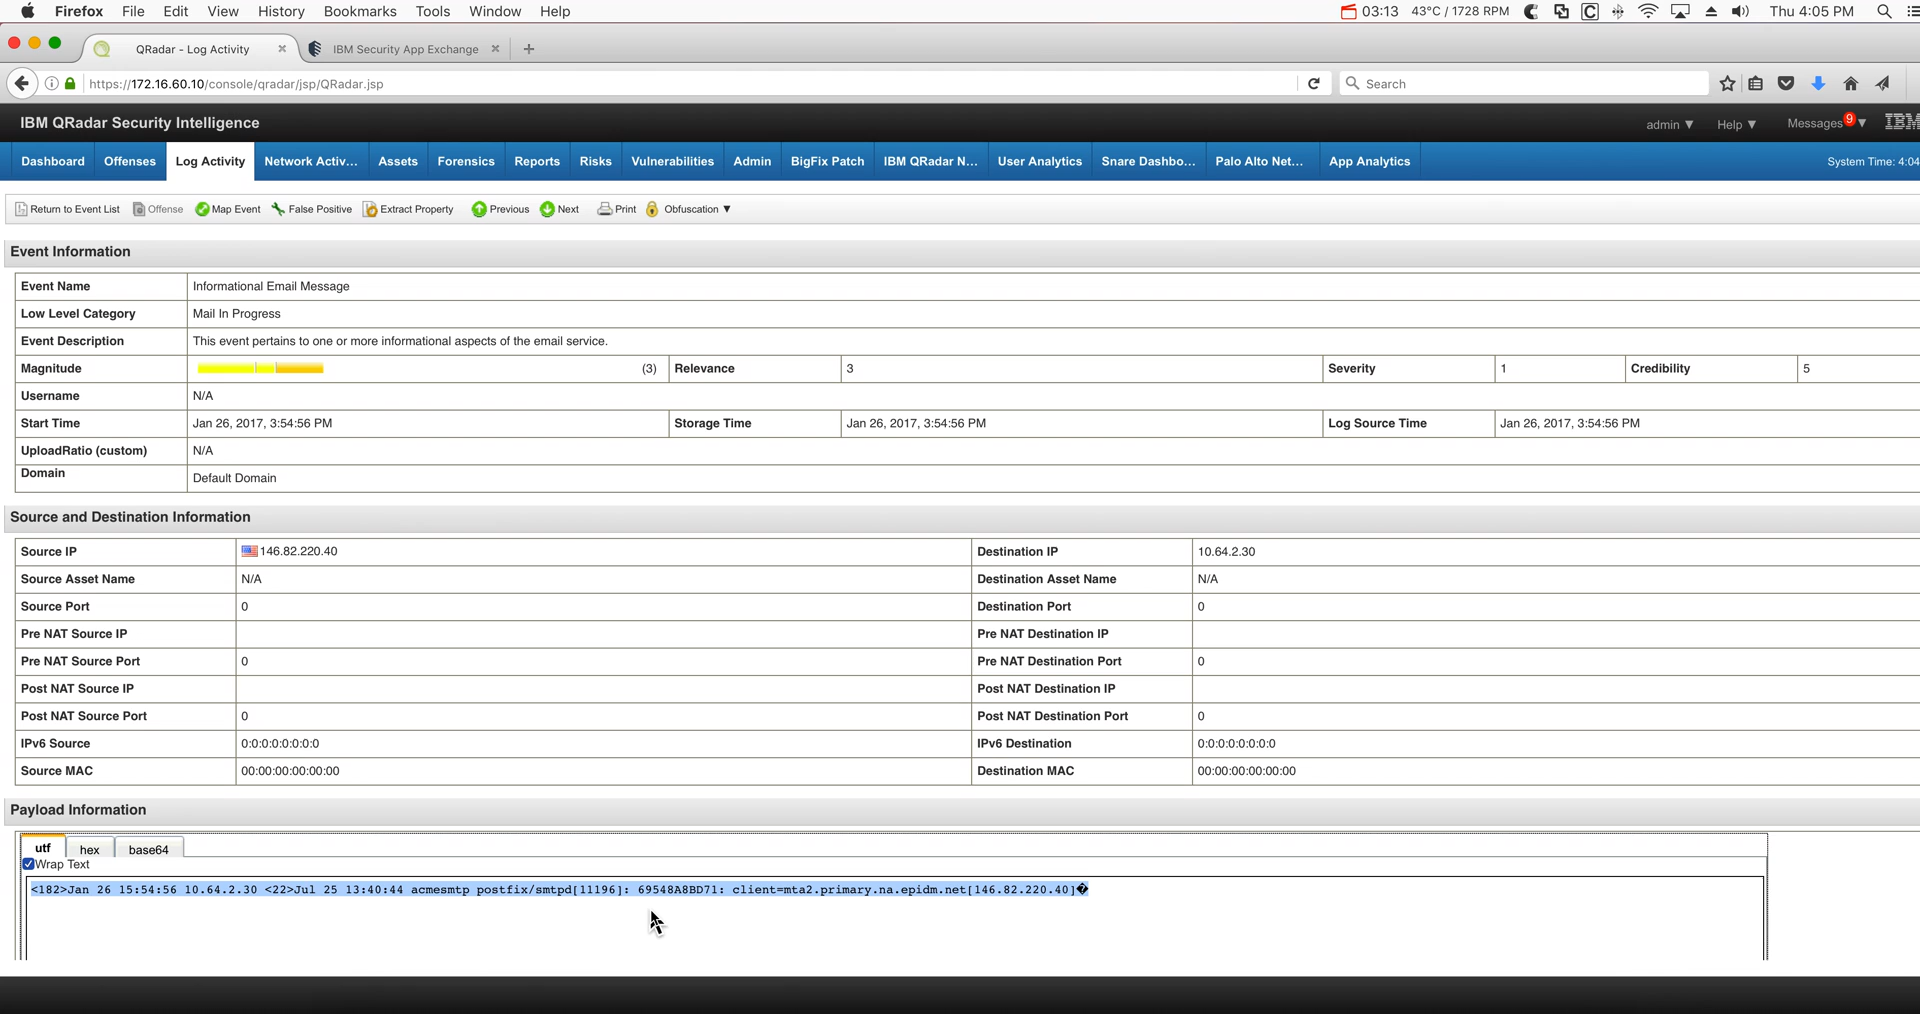 Firefox File Edit View History Bookmarks Tools Window Help 03:13 43°C / 1728 RPM Thu 4:05 PM
QRadar - Log Activity IBM Security App Exchange
https://172.16.60.10/console/qradar/jsp/QRadar.jsp Search
IBM QRadar Security Intelligence admin ▼ Help ▼ Messages 9 ▼ IBM
Dashboard Offenses Log Activity Network Activ... Assets Forensics Reports Risks Vulnerabilities Admin BigFix Patch IBM QRadar N... User Analytics Snare Dashbo... Palo Alto Net... App Analytics System Time: 4:04
Return to Event List Offense Map Event False Positive Extract Property Previous Next Print Obfuscation ▼
Event Information
Event Name Informational Email Message
Low Level Category Mail In Progress
Event Description This event pertains to one or more informational aspects of the email service.
Magnitude (3) Relevance 3 Severity 1 Credibility 5
Username N/A
Start Time Jan 26, 2017, 3:54:56 PM Storage Time Jan 26, 2017, 3:54:56 PM Log Source Time Jan 26, 2017, 3:54:56 PM
UploadRatio (custom) N/A
Domain Default Domain
Source and Destination Information
Source IP 146.82.220.40 Destination IP 10.64.2.30
Source Asset Name N/A Destination Asset Name N/A
Source Port 0 Destination Port 0
Pre NAT Source IP Pre NAT Destination IP
Pre NAT Source Port 0 Pre NAT Destination Port 0
Post NAT Source IP Post NAT Destination IP
Post NAT Source Port 0 Post NAT Destination Port 0
IPv6 Source 0:0:0:0:0:0:0:0 IPv6 Destination 0:0:0:0:0:0:0:0
Source MAC 00:00:00:00:00:00 Destination MAC 00:00:00:00:00:00
Payload Information
utf hex base64
Wrap Text
<182>Jan 26 15:54:56 10.64.2.30 <22>Jul 25 13:40:44 acmesmtp postfix/smtpd[11196]: 69548A8BD71: client=mta2.primary.na.epidm.net[146.82.220.40]�